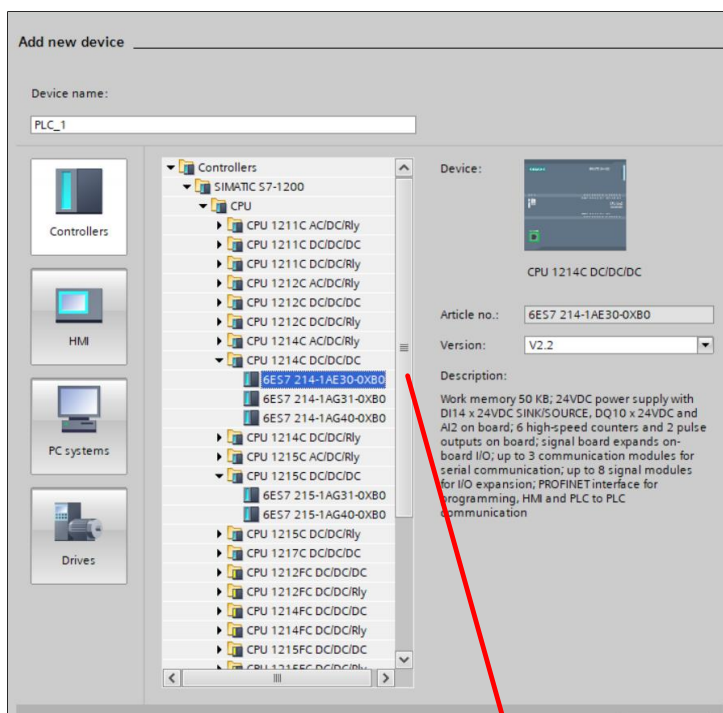 Add new device
Device name:
PLC_1
Controllers
HMI
PC systems
Drives
Controllers
SIMATIC S7-1200
CPU
CPU 1211C AC/DC/Rly
CPU 1211C DC/DC/DC
CPU 1211C DC/DC/Rly
CPU 1212C AC/DC/Rly
CPU 1212C DC/DC/DC
CPU 1212C DC/DC/Rly
CPU 1214C AC/DC/Rly
CPU 1214C DC/DC/DC
6ES7 214-1AE30-0XB0
6ES7 214-1AG31-0XB0
6ES7 214-1AG40-0XB0
CPU 1214C DC/DC/Rly
CPU 1215C AC/DC/Rly
CPU 1215C DC/DC/DC
6ES7 215-1AG31-0XB0
6ES7 215-1AG40-0XB0
CPU 1215C DC/DC/Rly
CPU 1217C DC/DC/DC
CPU 1212FC DC/DC/DC
CPU 1212FC DC/DC/Rly
CPU 1214FC DC/DC/DC
CPU 1214FC DC/DC/Rly
CPU 1215FC DC/DC/DC
CPU 1215FC DC/DC/Rly
Device:
CPU 1214C DC/DC/DC
Article no.: 6ES7 214-1AE30-0XB0
Version: V2.2
Description:
Work memory 50 KB; 24VDC power supply with
DI14 x 24VDC SINK/SOURCE, DQ10 x 24VDC and
AI2 on board; 6 high-speed counters and 2 pulse
outputs on board; signal board expands on-
board I/O; up to 3 communication modules for
serial communication; up to 8 signal modules
for I/O expansion; PROFINET interface for
programming, HMI and PLC to PLC
communication